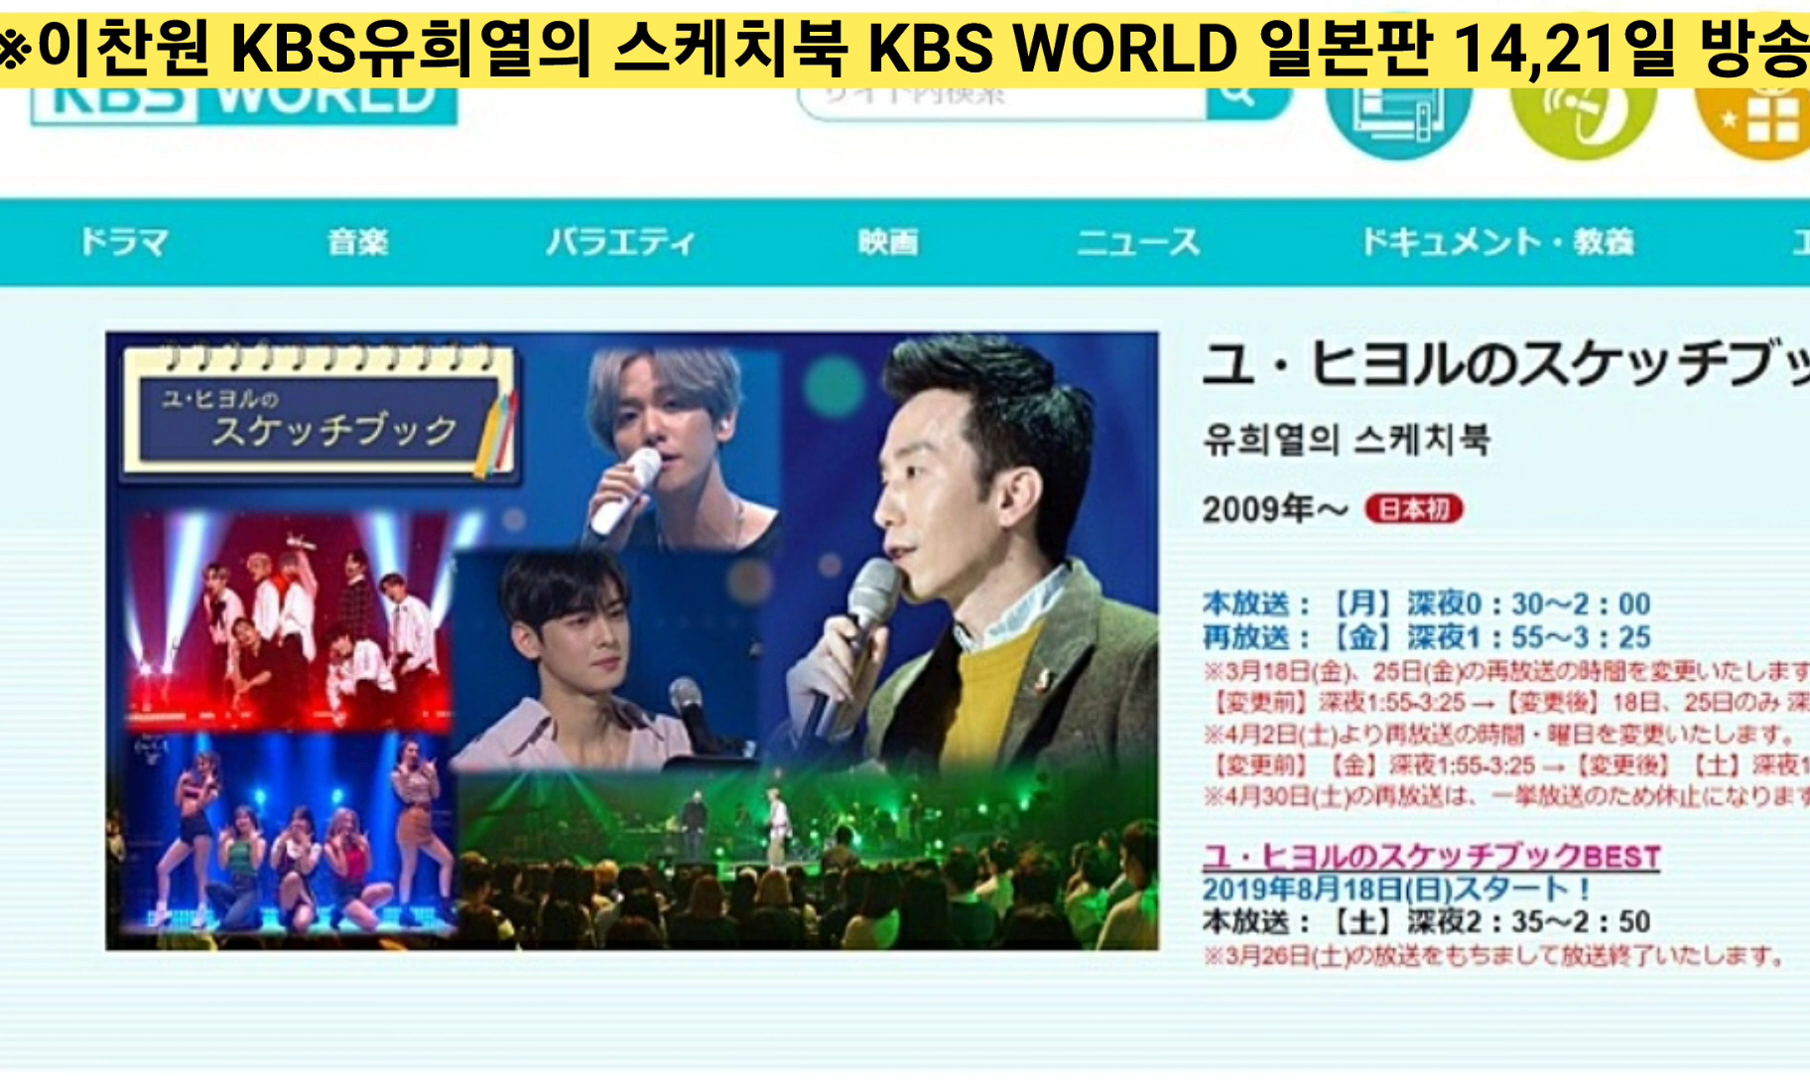 ※이찬원 KBS유희열의 스케치북 KBS WORLD 일본판 14,21일 방송
KBS WORLD
サイト内検索
ドラマ 音楽 バラエティ 映画 ニュース ドキュメント・教養
ユ・ヒヨルの
スケッチブック
ユ・ヒヨルのスケッチブッ
유희열의 스케치북
2009年～ 日本初
本放送：【月】深夜0：30～2：00
再放送：【金】深夜1：55～3：25
※3月18日(金)、25日(金)の再放送の時間を変更いたします
【変更前】深夜1:55-3:25→【変更後】18日、25日のみ 深
※4月2日(土)より再放送の時間・曜日を変更いたします。
【変更前】【金】深夜1:55-3:25→【変更後】【土】深夜1
※4月30日(土)の再放送は、一挙放送のため休止になります
ユ・ヒヨルのスケッチブックBEST
2019年8月18日(日)スタート！
本放送：【土】深夜2：35～2：50
※3月26日(土)の放送をもちまして放送終了いたします。